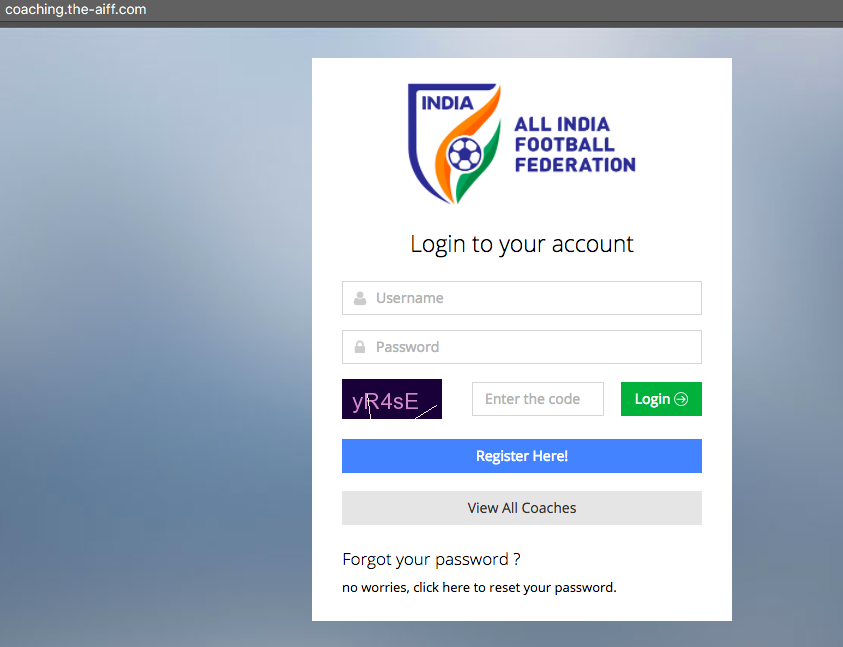 coaching.the-aiff.com
INDIA
ALL INDIA
FOOTBALL
FEDERATION
Login to your account
Username
Password
yR4sE
Enter the code
Login
Register Here!
View All Coaches
Forgot your password ?
no worries, click here to reset your password.